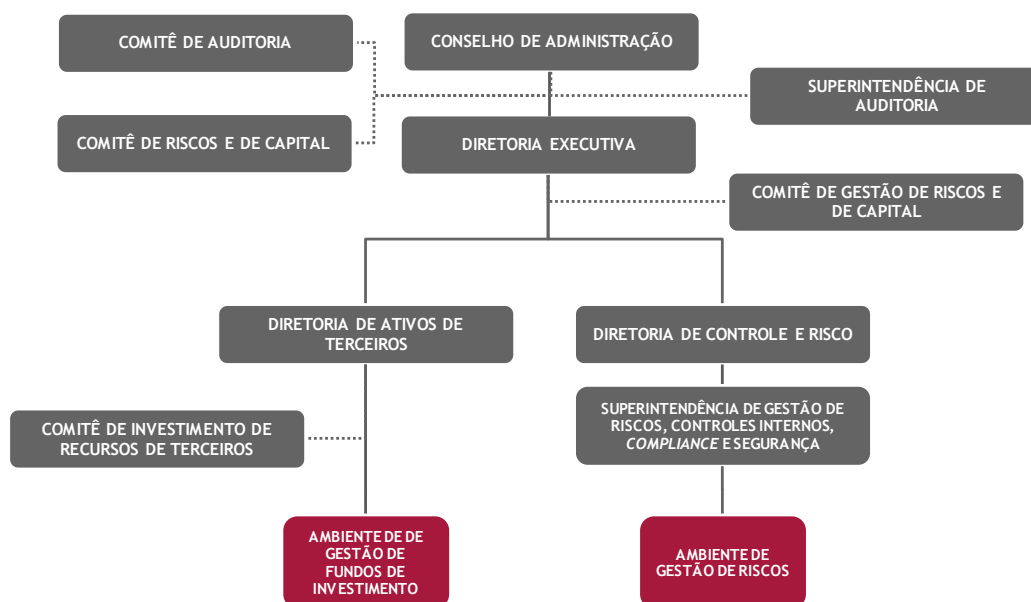 COMITÊ DE AUDITORIA
CONSELHO DE ADMINISTRAÇÃO
SUPERINTENDÊNCIA DE
AUDITORIA
COMITÊ DE RISCOS E DE CAPITAL
DIRETORIA EXECUTIVA
COMITÊ DE GESTÃO DE RISCOS E
DE CAPITAL
DIRETORIA DE ATIVOS DE
TERCEIROS
DIRETORIA DE CONTROLE E RISCO
COMITÊ DE INVESTIMENTO DE
RECURSOS DE TERCEIROS
SUPERINTENDÊNCIA DE GESTÃO DE
RISCOS, CONTROLES INTERNOS,
COMPLIANCE E SEGURANÇA
AMBIENTE DE DE
GESTÃO DE
FUNDOS DE
INVESTIMENTO
AMBIENTE DE
GESTÃO DE RISCOS